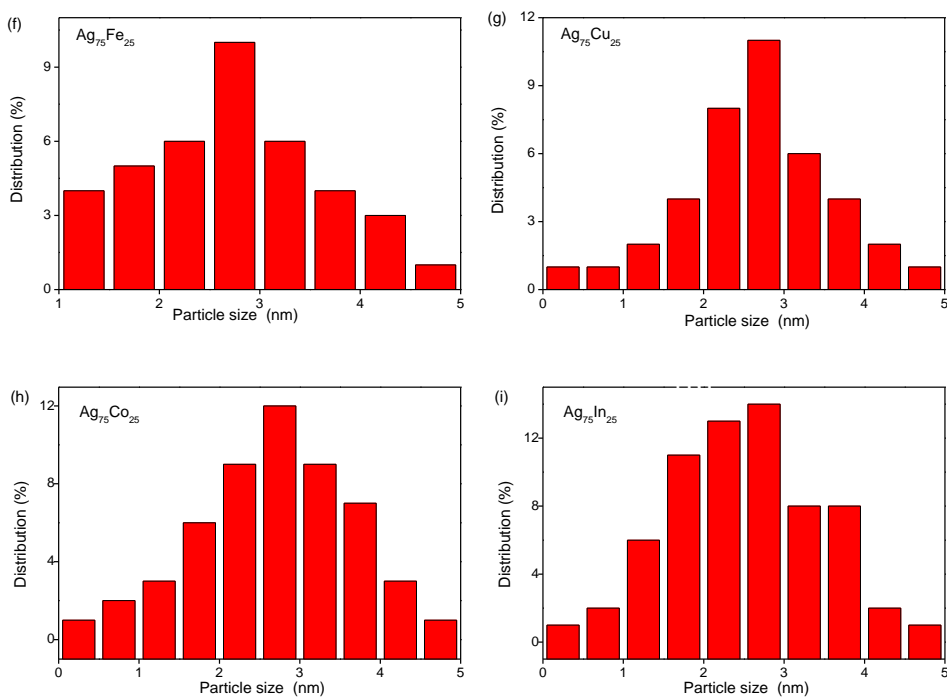 (f)
Ag₇₅Fe₂₅
9
6
3
0
Distribution (%)
1 2 3 4 5
Particle size (nm)
(g)
Ag₇₅Cu₂₅
12
9
6
3
0
Distribution (%)
0 1 2 3 4 5
Particle size (nm)
(h)
Ag₇₅Co₂₅
12
8
4
0
Distribution (%)
0 1 2 3 4 5
Particle size (nm)
(i)
Ag₇₅In₂₅
12
8
4
0
Distribution (%)
0 1 2 3 4 5
Particle size (nm)